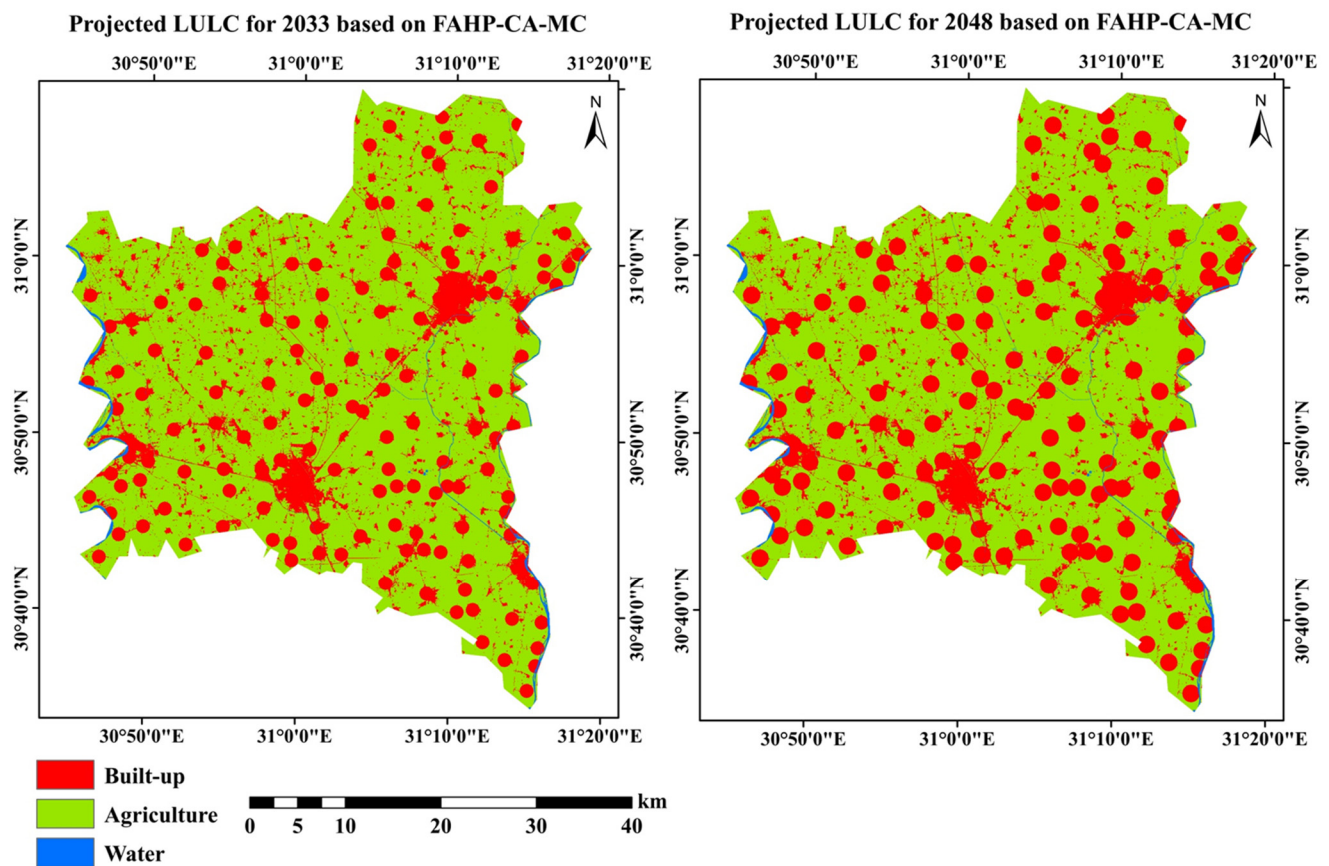 Projected LULC for 2033 based on FAHP-CA-MC
30°50'0"E 31°0'0"E 31°10'0"E 31°20'0"E
N
31°0'0"N
30°50'0"N
30°40'0"N
31°0'0"N
30°50'0"N
30°40'0"N
30°50'0"E 31°0'0"E 31°10'0"E 31°20'0"E
Projected LULC for 2048 based on FAHP-CA-MC
30°50'0"E 31°0'0"E 31°10'0"E 31°20'0"E
N
31°0'0"N
30°50'0"N
30°40'0"N
31°0'0"N
30°50'0"N
30°40'0"N
30°50'0"E 31°0'0"E 31°10'0"E 31°20'0"E
Built-up
Agriculture
Water
km
0 5 10 20 30 40